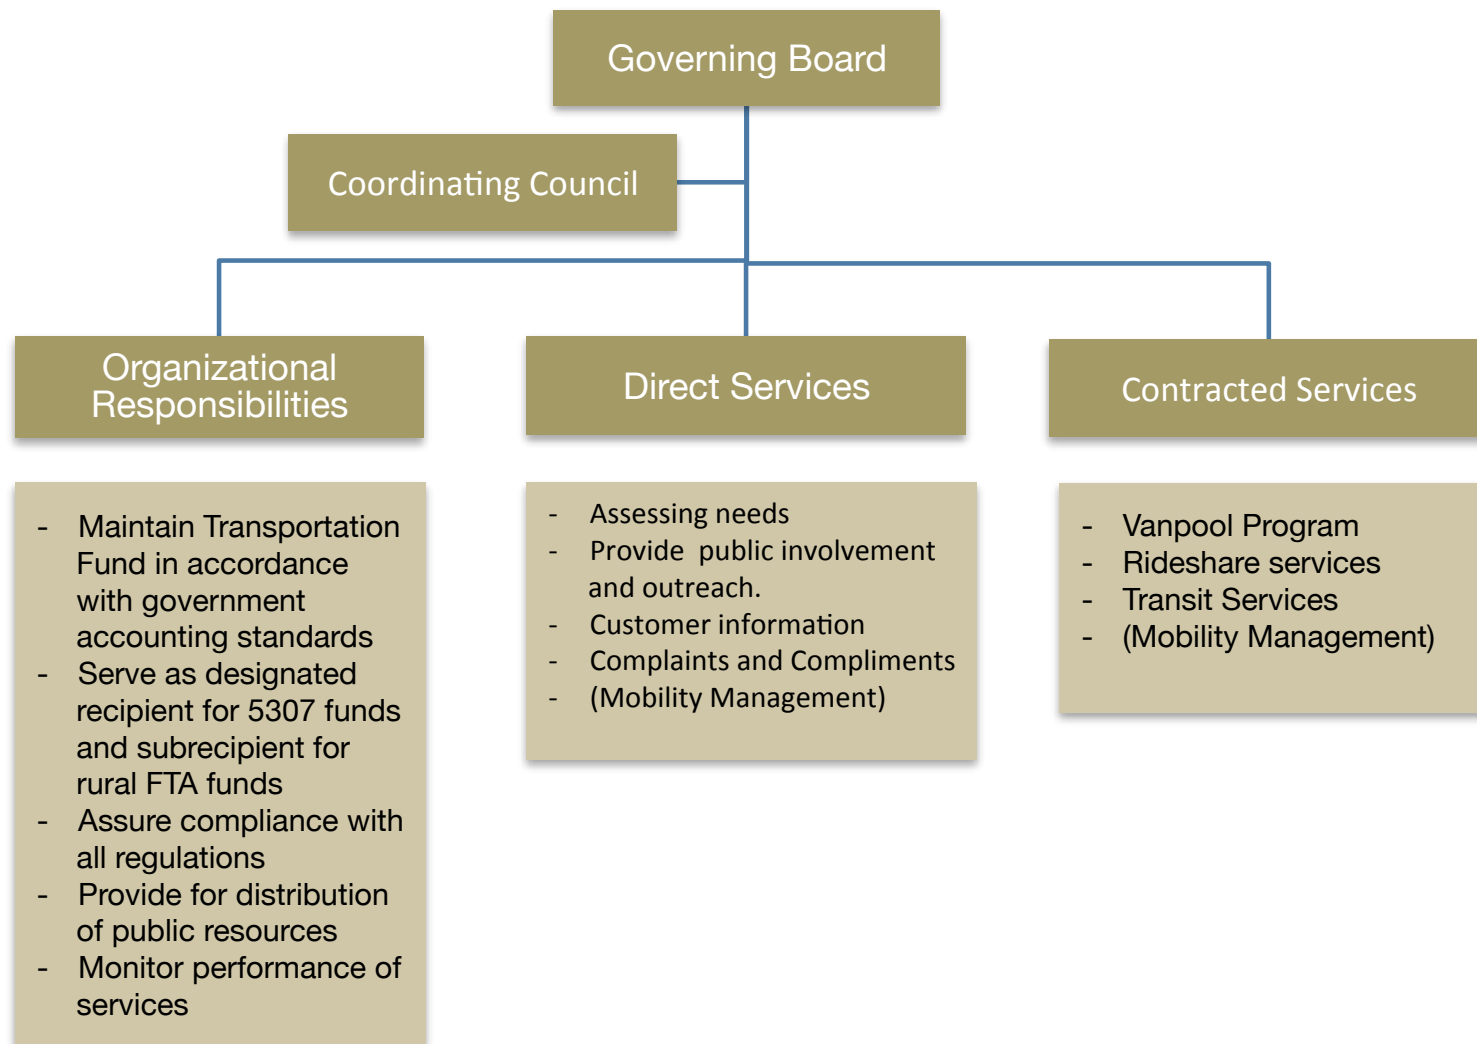 Governing Board
Coordinating Council
Organizational
Responsibilities
Direct Services
Contracted Services
- Maintain Transportation
Fund in accordance
with government
accounting standards
- Serve as designated
recipient for 5307 funds
and subrecipient for
rural FTA funds
- Assure compliance with
all regulations
- Provide for distribution
of public resources
- Monitor performance of
services
- Assessing needs
- Provide public involvement
and outreach.
- Customer information
- Complaints and Compliments
- (Mobility Management)
- Vanpool Program
- Rideshare services
- Transit Services
- (Mobility Management)